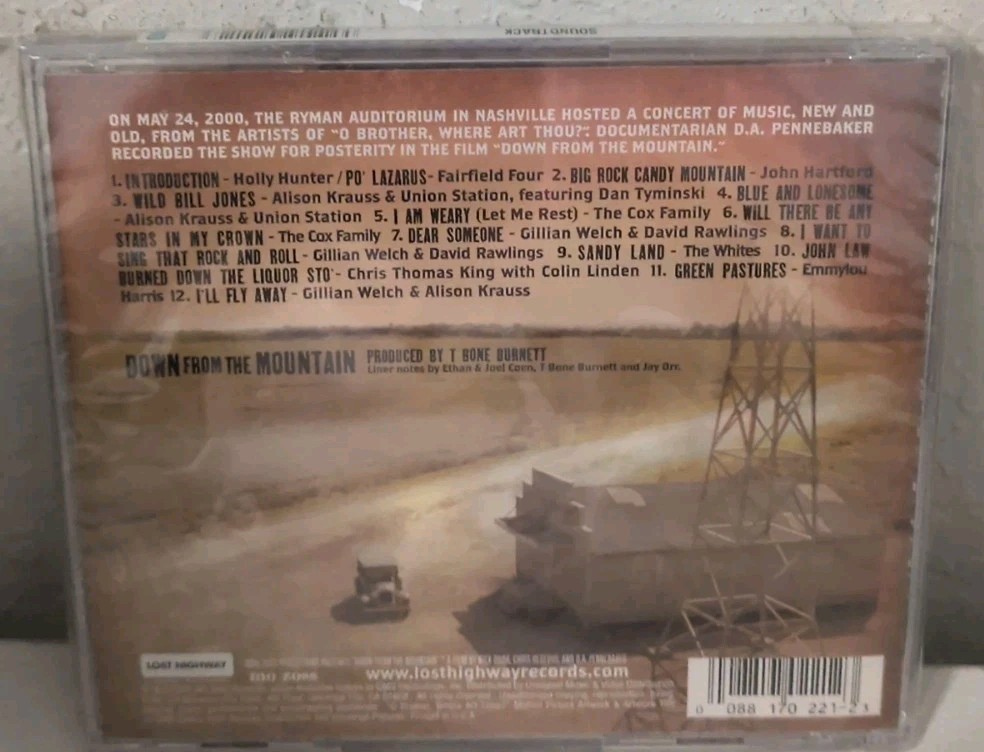 SOUNDTRACK
ON MAY 24, 2000, THE RYMAN AUDITORIUM IN NASHVILLE HOSTED A CONCERT OF MUSIC, NEW AND
OLD, FROM THE ARTISTS OF "O BROTHER, WHERE ART THOU?". DOCUMENTARIAN D.A. PENNEBAKER
RECORDED THE SHOW FOR POSTERITY IN THE FILM "DOWN FROM THE MOUNTAIN."
1. INTRODUCTION - Holly Hunter / PO' LAZARUS - Fairfield Four 2. BIG ROCK CANDY MOUNTAIN - John Hartford
3. WILD BILL JONES - Alison Krauss & Union Station, featuring Dan Tyminski 4. BLUE AND LONESOME
- Alison Krauss & Union Station 5. I AM WEARY (Let Me Rest) - The Cox Family 6. WILL THERE BE ANY
STARS IN MY CROWN - The Cox Family 7. DEAR SOMEONE - Gillian Welch & David Rawlings 8. I WANT TO
SING THAT ROCK AND ROLL - Gillian Welch & David Rawlings 9. SANDY LAND - The Whites 10. JOHN LAW
BURNED DOWN THE LIQUOR STO' - Chris Thomas King with Colin Linden 11. GREEN PASTURES - Emmylou
Harris 12. I'LL FLY AWAY - Gillian Welch & Alison Krauss
DOWN FROM THE MOUNTAIN PRODUCED BY T BONE BURNETT
Liner notes by Ethan & Joel Coen, T Bone Burnett and Jay Orr.
LOST HIGHWAY
www.losthighwayrecords.com
0 088 170 221-2 3